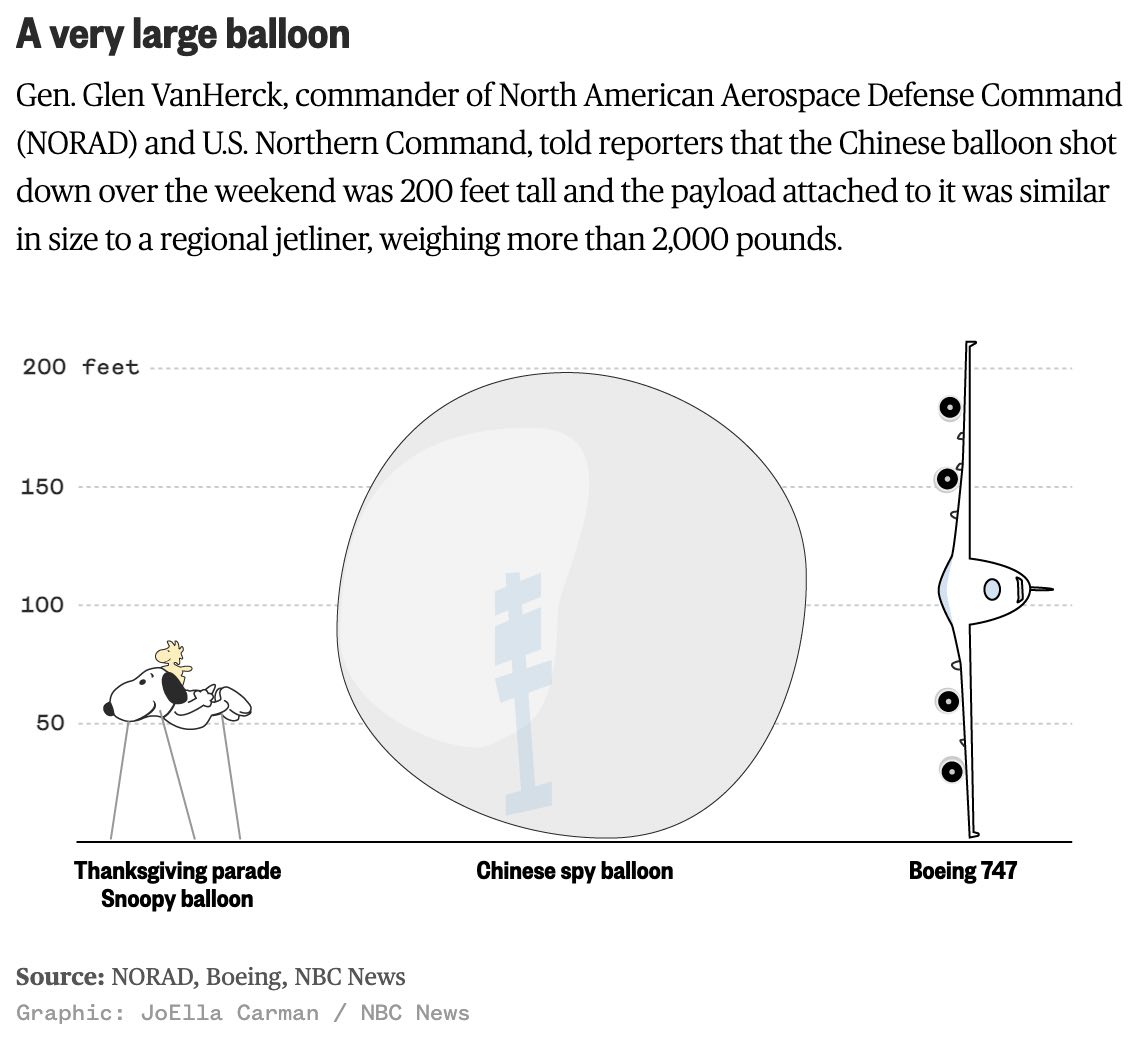 A very large balloon
Gen. Glen VanHerck, commander of North American Aerospace Defense Command
(NORAD) and U.S. Northern Command, told reporters that the Chinese balloon shot
down over the weekend was 200 feet tall and the payload attached to it was similar
in size to a regional jetliner, weighing more than 2,000 pounds.
200 feet
150
100
50
Thanksgiving parade
Snoopy balloon
Chinese spy balloon
Boeing 747
Source: NORAD, Boeing, NBC News
Graphic: JoElla Carman / NBC News